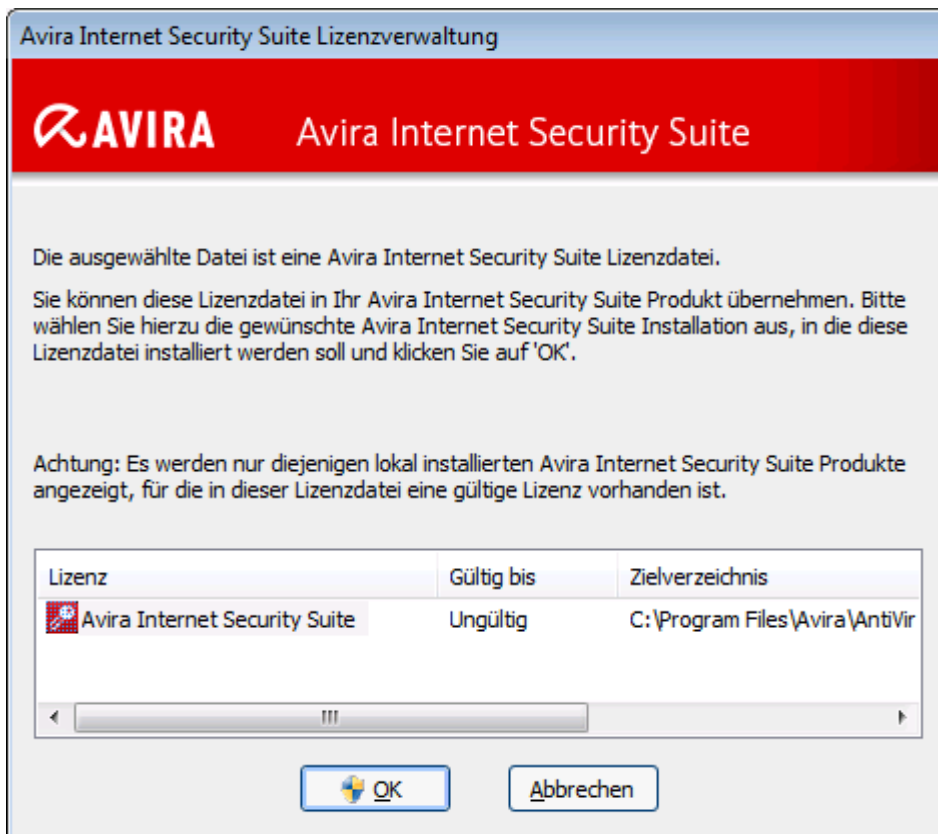 Avira Internet Security Suite Lizenzverwaltung
AVIRA
Avira Internet Security Suite
Die ausgewählte Datei ist eine Avira Internet Security Suite Lizenzdatei.
Sie können diese Lizenzdatei in Ihr Avira Internet Security Suite Produkt übernehmen. Bitte
wählen Sie hierzu die gewünschte Avira Internet Security Suite Installation aus, in die diese
Lizenzdatei installiert werden soll und klicken Sie auf 'OK'.
Achtung: Es werden nur diejenigen lokal installierten Avira Internet Security Suite Produkte
angezeigt, für die in dieser Lizenzdatei eine gültige Lizenz vorhanden ist.
Lizenz Gültig bis Zielverzeichnis
Avira Internet Security Suite Ungültig C:\Program Files\Avira\AntiVir
OK Abbrechen